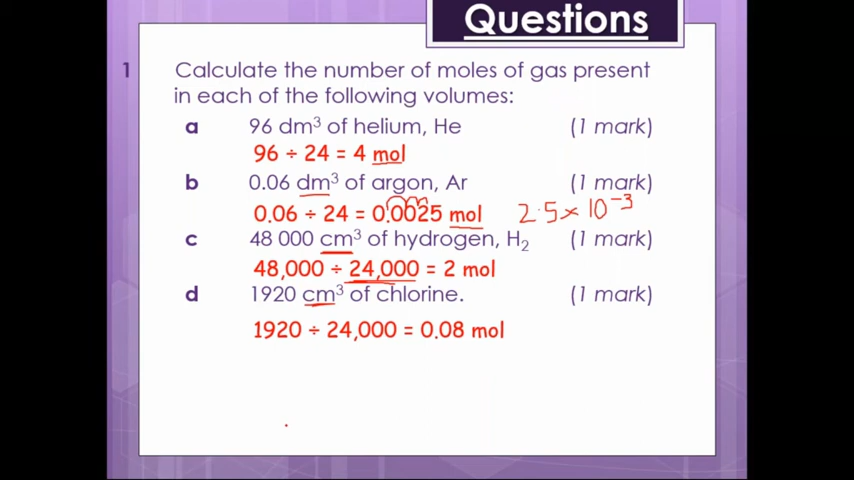 Questions
1 Calculate the number of moles of gas present
in each of the following volumes:
a 96 dm³ of helium, He (1 mark)
96 ÷ 24 = 4 mol
b 0.06 dm³ of argon, Ar (1 mark)
0.06 ÷ 24 = 0.0025 mol 2.5 × 10⁻³
c 48 000 cm³ of hydrogen, H₂ (1 mark)
48,000 ÷ 24,000 = 2 mol
d 1920 cm³ of chlorine. (1 mark)
1920 ÷ 24,000 = 0.08 mol